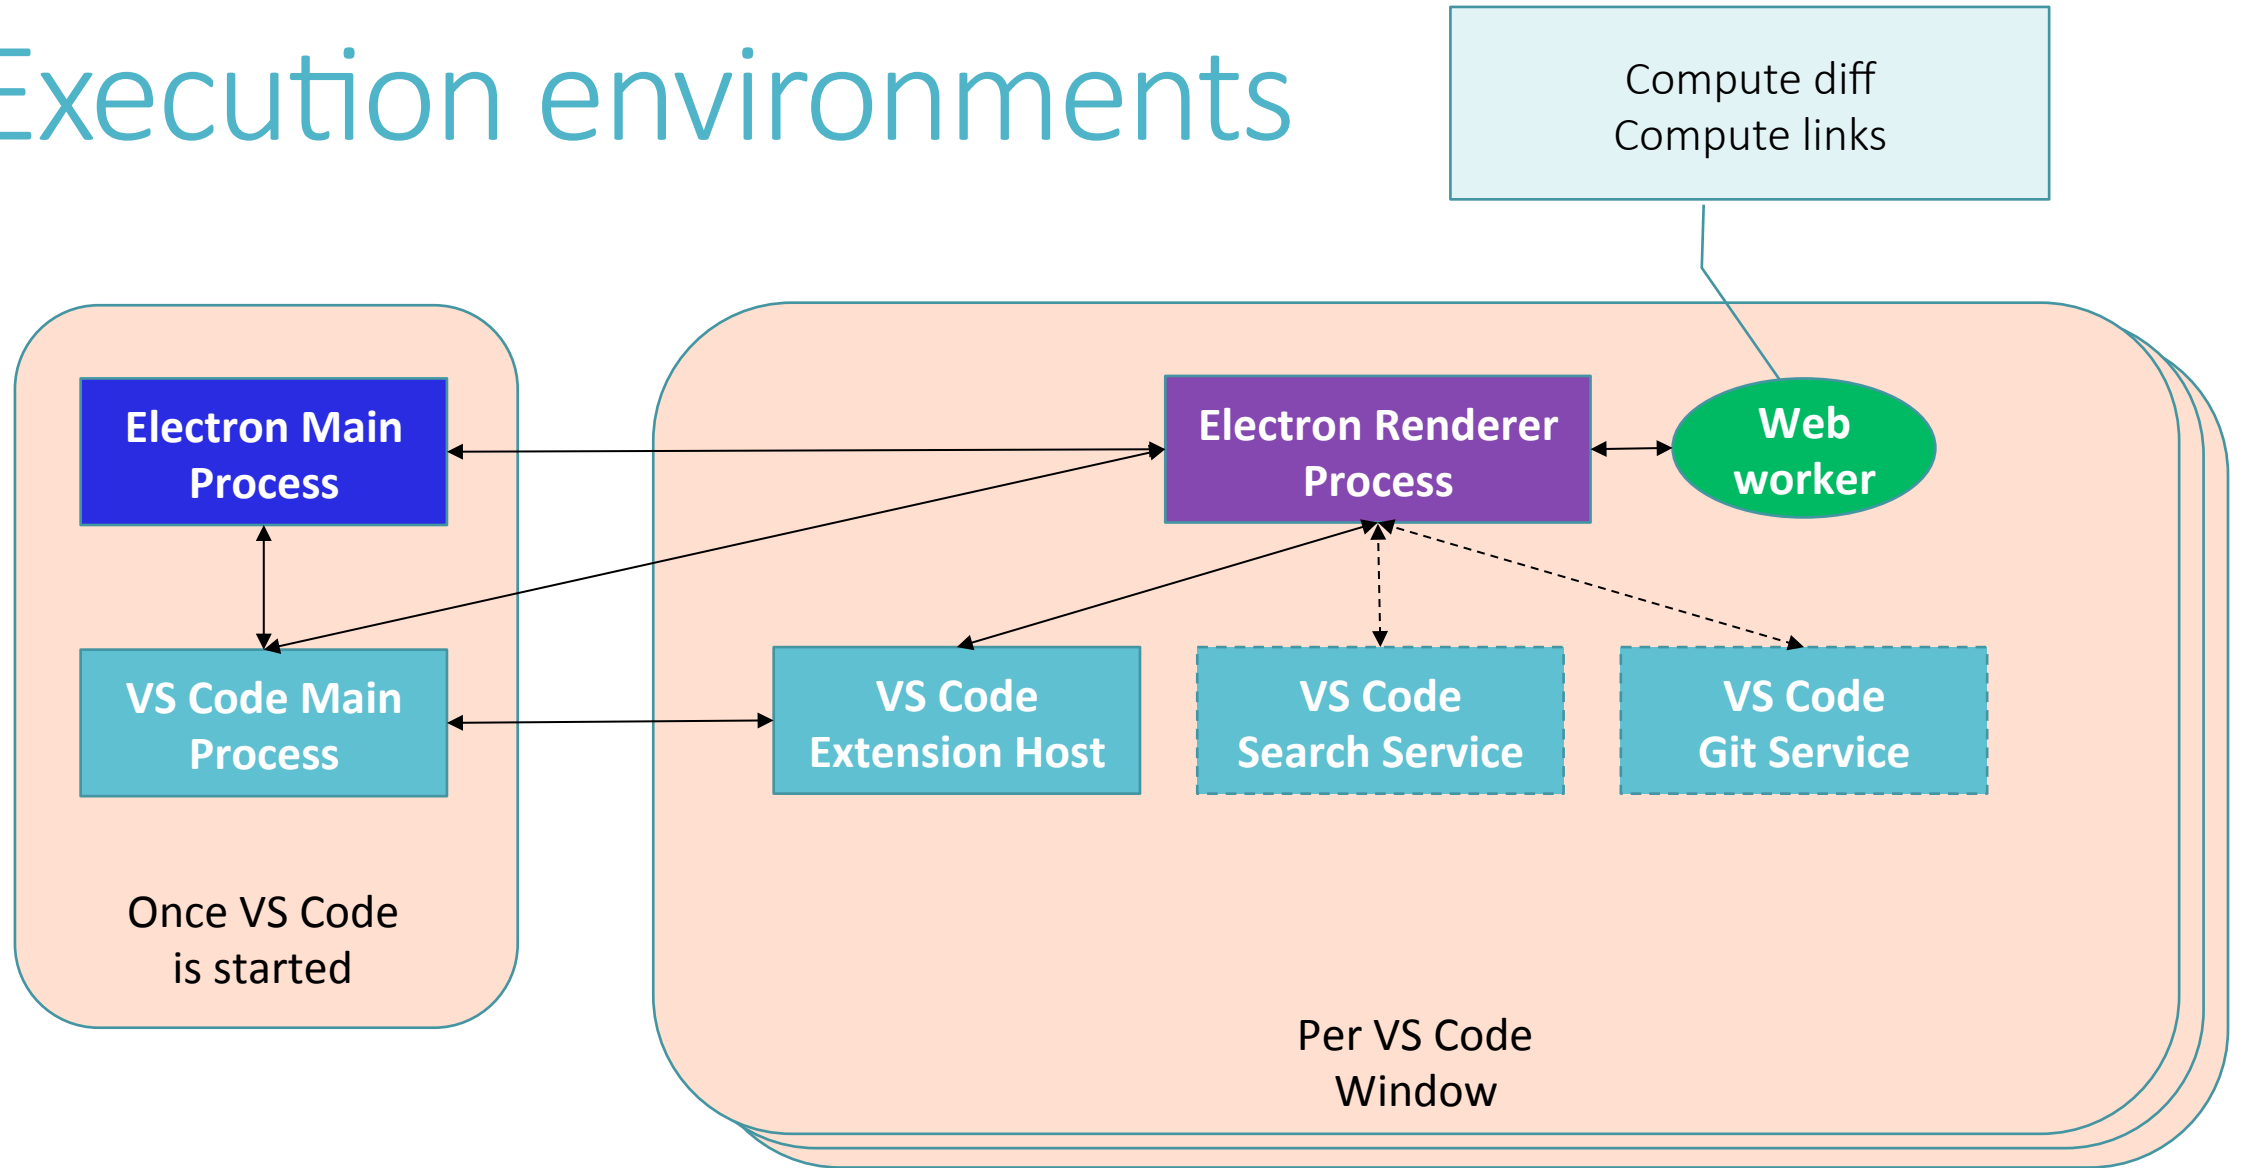 Execution environments
Compute diff
Compute links
Electron Main
Process
Electron Renderer
Process
Web
worker
VS Code Main
Process
VS Code
Extension Host
VS Code
Search Service
VS Code
Git Service
Once VS Code
is started
Per VS Code
Window